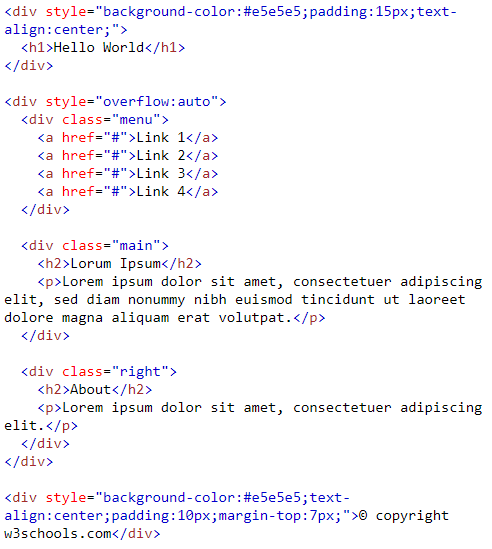 <div style="background-color:#e5e5e5;padding:15px;text-
align:center;">
  <h1>Hello World</h1>
</div>

<div style="overflow:auto">
  <div class="menu">
    <a href="#">Link 1</a>
    <a href="#">Link 2</a>
    <a href="#">Link 3</a>
    <a href="#">Link 4</a>
  </div>

  <div class="main">
    <h2>Lorum Ipsum</h2>
    <p>Lorem ipsum dolor sit amet, consectetuer adipiscing
elit, sed diam nonummy nibh euismod tincidunt ut laoreet
dolore magna aliquam erat volutpat.</p>
  </div>

  <div class="right">
    <h2>About</h2>
    <p>Lorem ipsum dolor sit amet, consectetuer adipiscing
elit.</p>
  </div>
</div>

<div style="background-color:#e5e5e5;text-
align:center;padding:10px;margin-top:7px;">© copyright
w3schools.com</div>